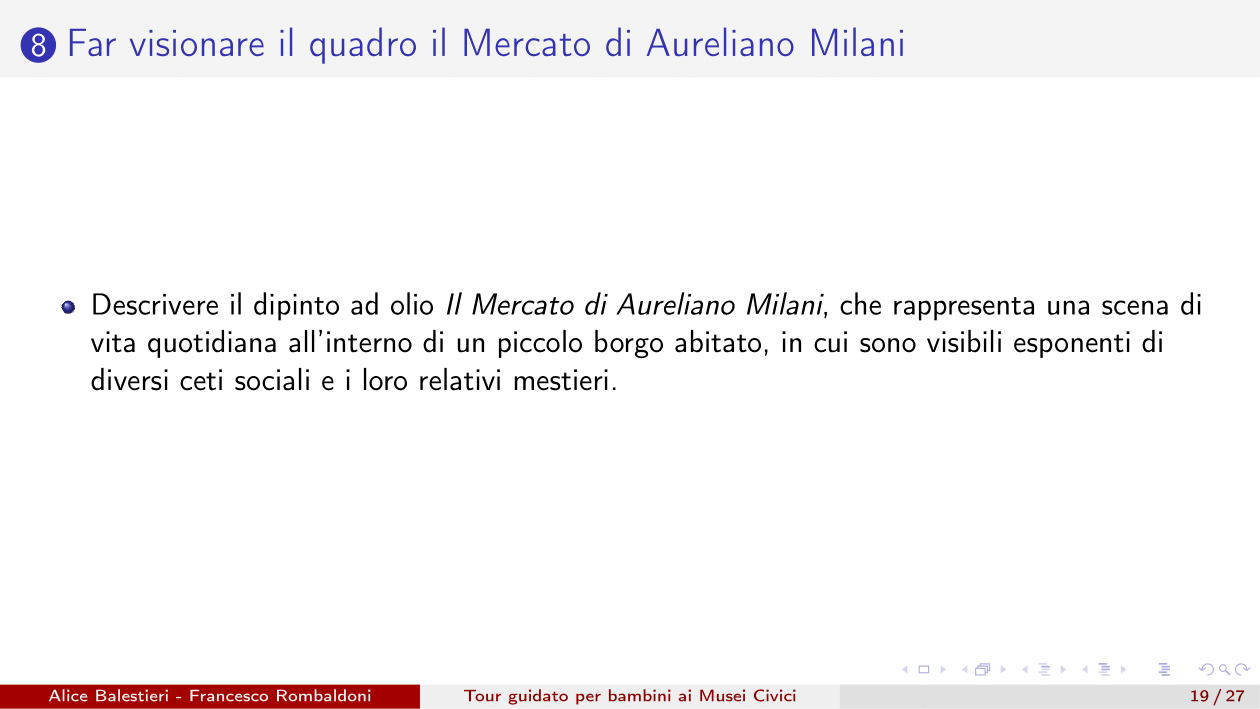 8 Far visionare il quadro il Mercato di Aureliano Milani
Descrivere il dipinto ad olio Il Mercato di Aureliano Milani, che rappresenta una scena di
vita quotidiana all'interno di un piccolo borgo abitato, in cui sono visibili esponenti di
diversi ceti sociali e i loro relativi mestieri.
Alice Balestieri - Francesco Rombaldoni
Tour guidato per bambini ai Musei Civici
19 / 27